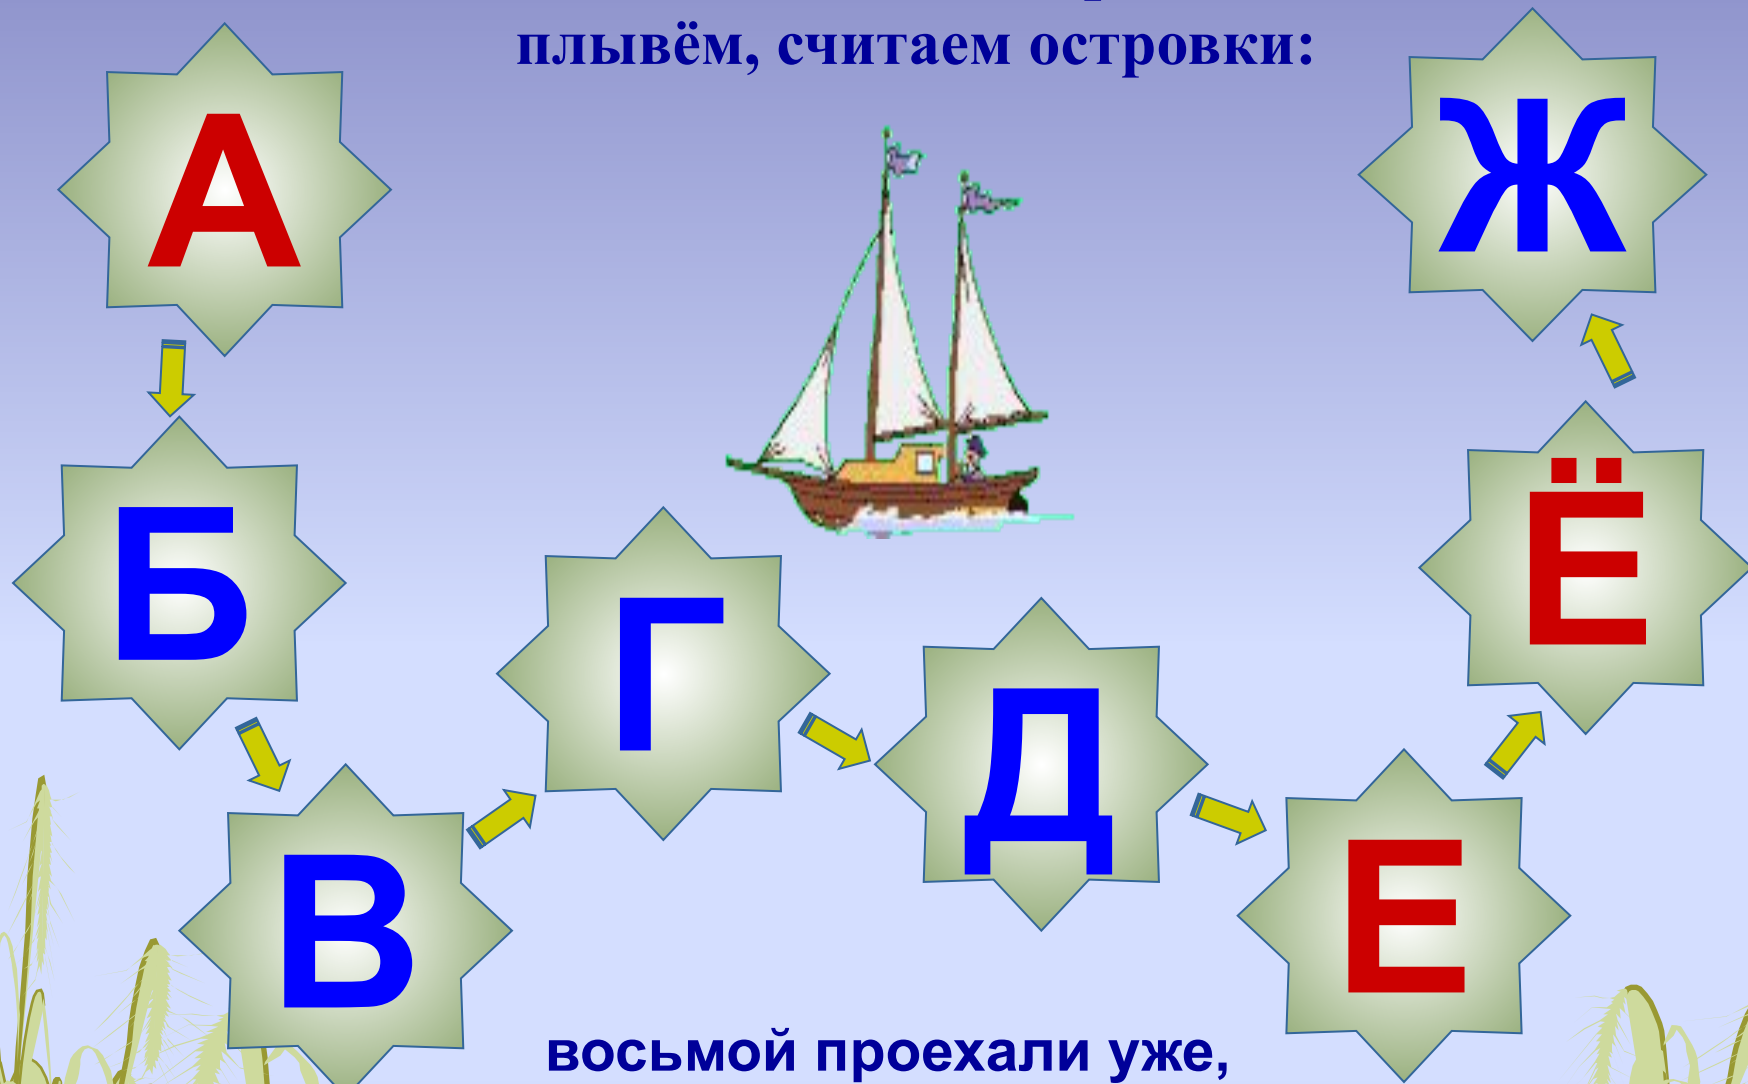 плывём, считаем островки:
А
Б
В
Г
Д
Е
Ё
Ж
восьмой проехали уже,